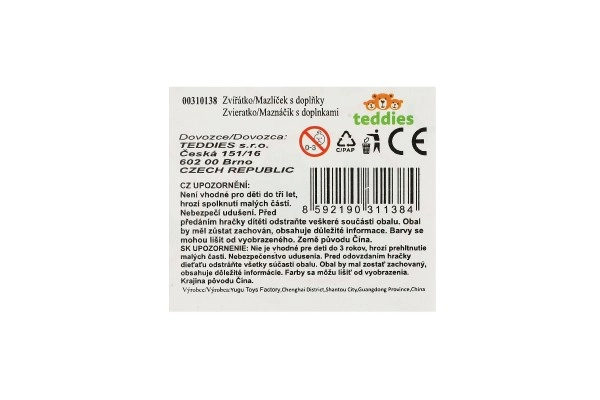 00310138 Zvířátko/Mazlíček s doplňky
Zvieratko/Maznáčik s doplnkami
teddies
Dovozce/Dovozca:
TEDDIES s.r.o.
Česká 151/16
602 00 Brno
CZECH REPUBLIC
0-3
C/PAP
CE
CZ UPOZORNĚNÍ:
Není vhodné pro děti do tří let,
hrozí spolknutí malých částí.
Nebezpečí udušení. Před
předáním hračky dítěti odstraňte veškeré součásti obalu. Obal
by měl zůstat zachován, obsahuje důležité informace. Barvy se
mohou lišit od vyobrazeného. Země původu Čína.
8 592190 311384
SK UPOZORNENIE: Nie je vhodné pre deti do 3 rokov, hrozí prehltnutie
malých častí. Nebezpečenstvo udusenia. Pred odovzdaním hračky
dieťaťu odstráňte všetky súčasti obalu. Obal by mal zostať zachovaný,
obsahuje dôležité informácie. Farby sa môžu líšiť od vyobrazenia.
Krajina pôvodu Čína.
Výrobce/Výrobca:Yugu Toys Factory,Chenghai District,Shantou City,Guangdong Province,China